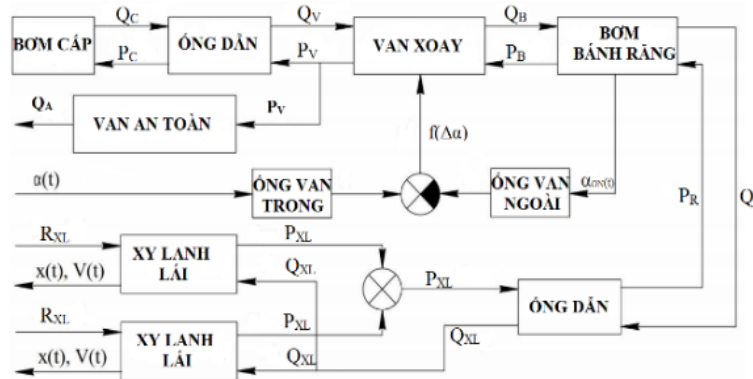 Q_C
Q_V
Q_B
BƠM CẤP
ỐNG DẪN
VAN XOAY
BƠM
BÁNH RĂNG
P_C
P_V
P_B
Q_A
VAN AN TOÀN
P_V
f(Δα)
α(t)
ỐNG VAN
TRONG
ỐNG VAN
NGOÀI
α_ON(t)
P_R
Q
R_XL
XY LANH
LÁI
P_XL
x(t), V(t)
Q_XL
P_XL
ỐNG DẪN
R_XL
XY LANH
LÁI
P_XL
x(t), V(t)
Q_XL
Q_XL